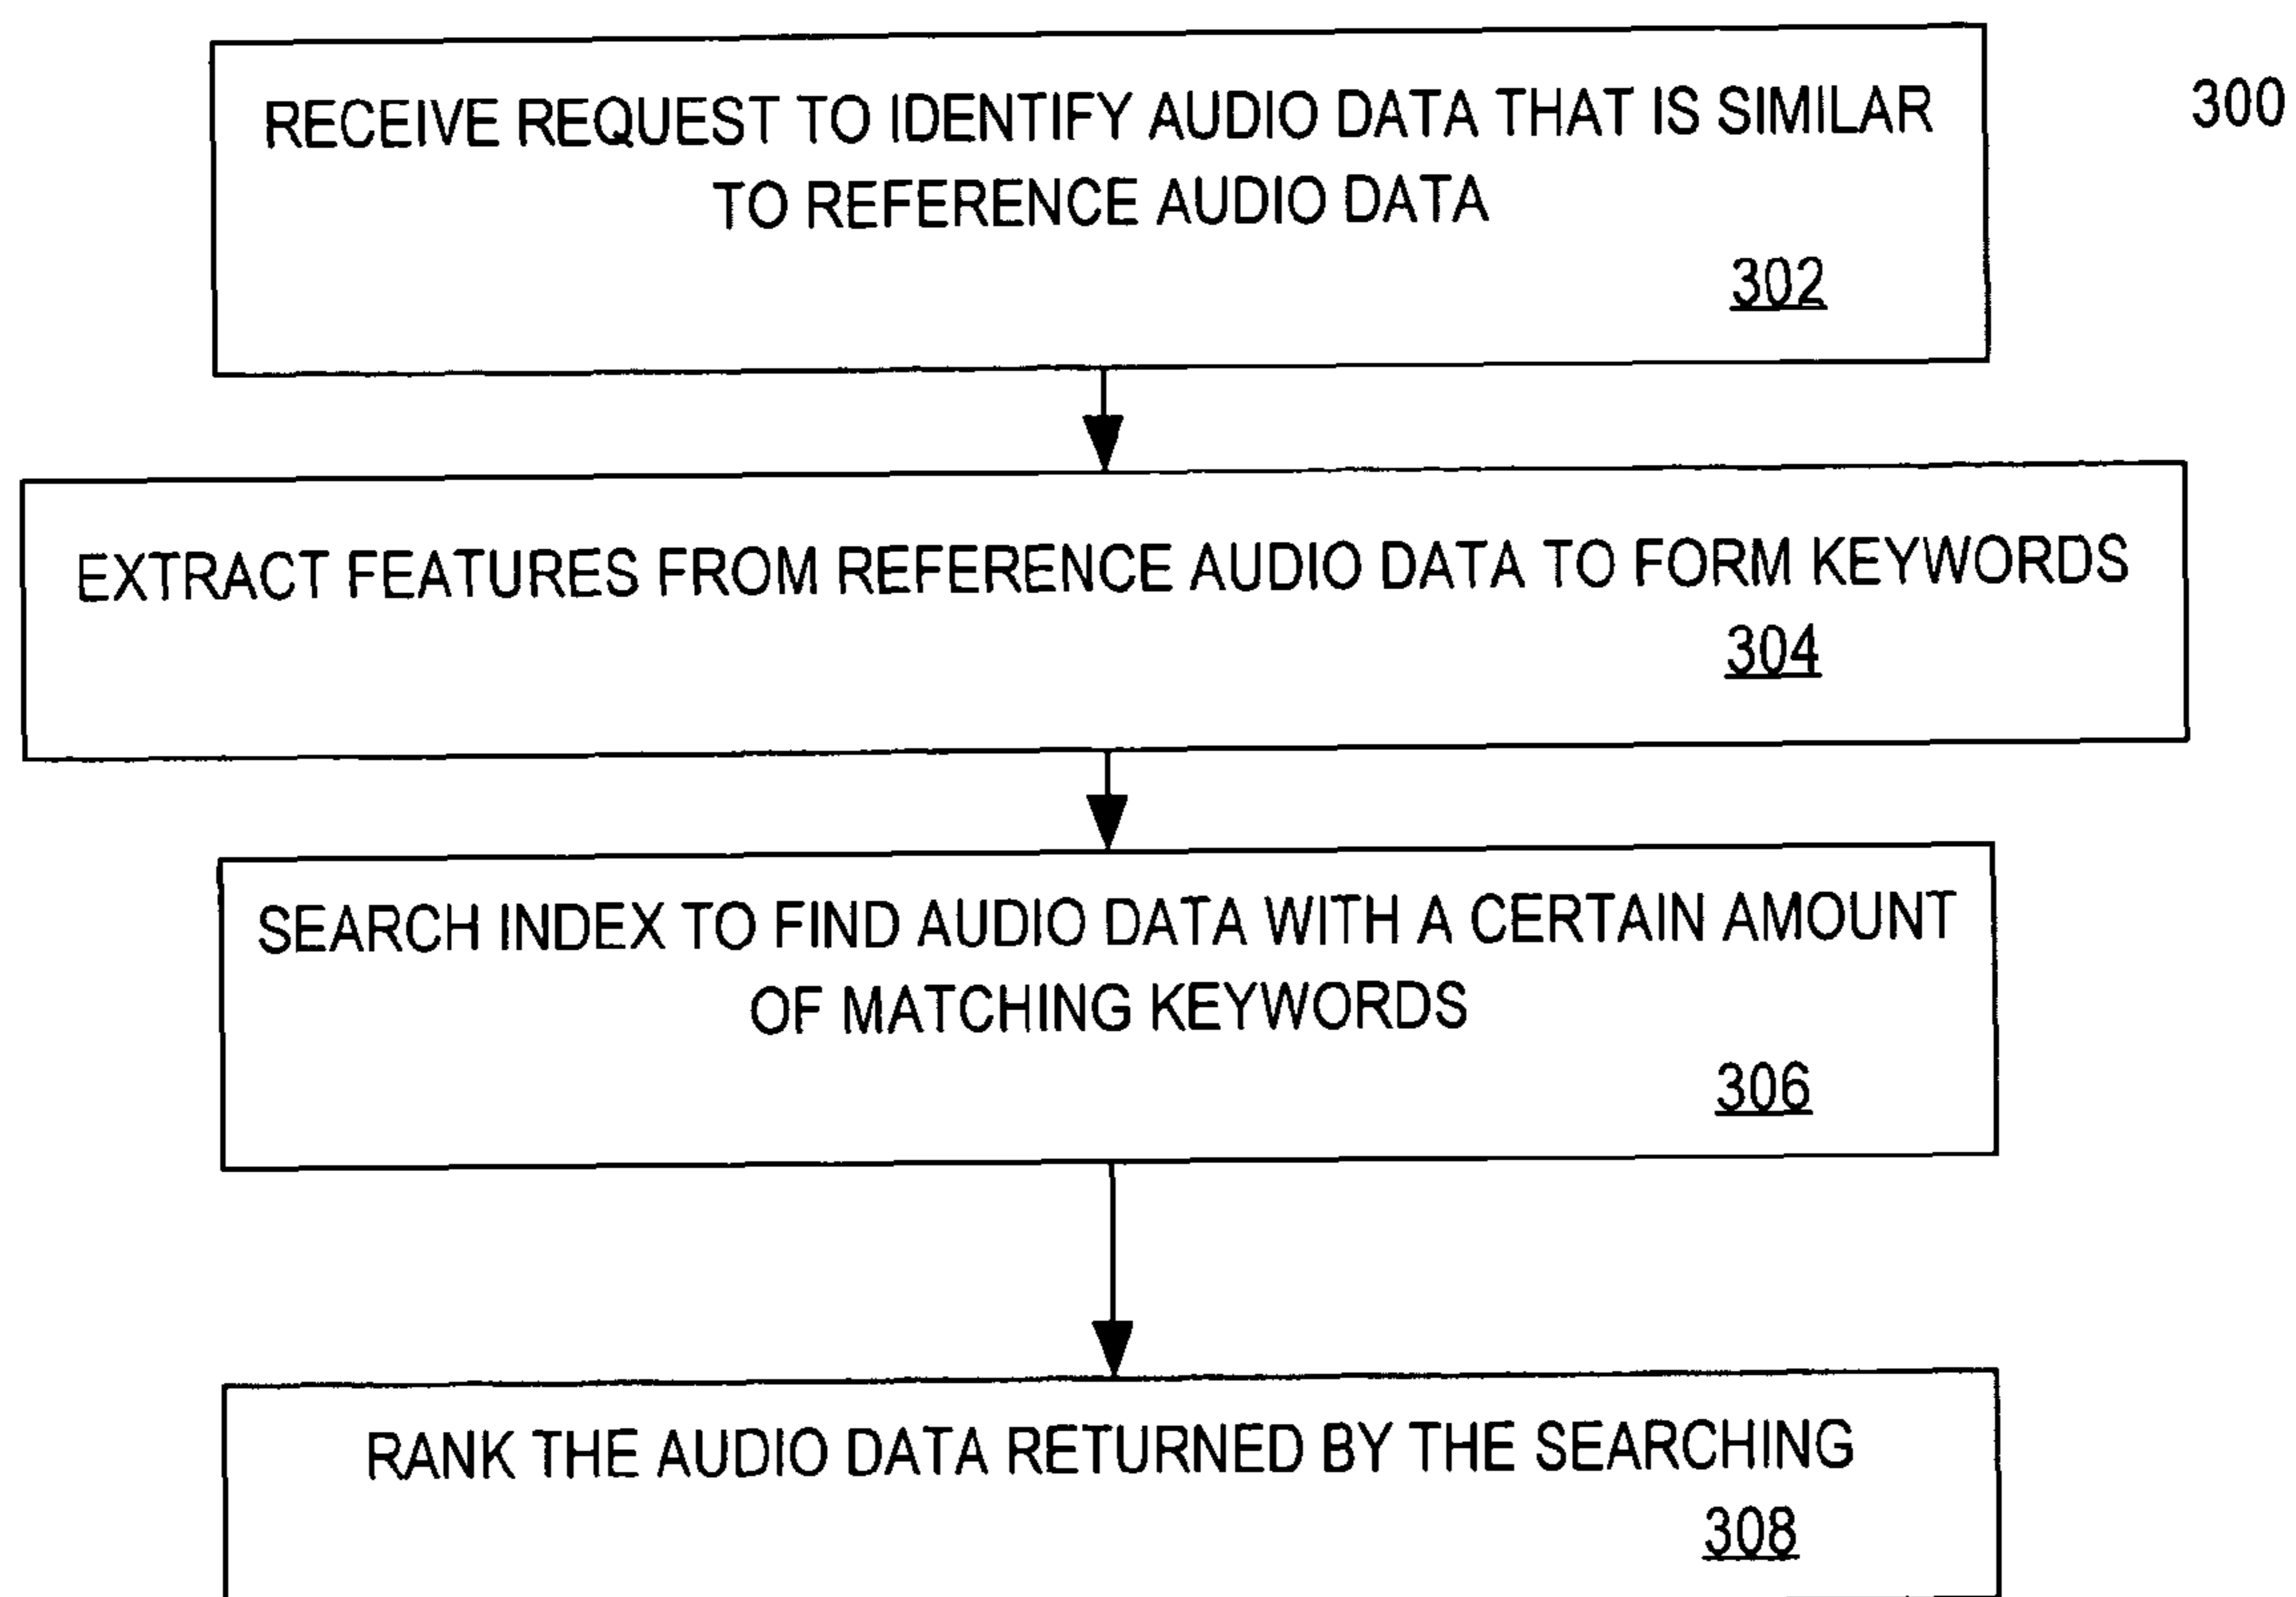 RECEIVE REQUEST TO IDENTIFY AUDIO DATA THAT IS SIMILAR
TO REFERENCE AUDIO DATA
302
300
EXTRACT FEATURES FROM REFERENCE AUDIO DATA TO FORM KEYWORDS
304
SEARCH INDEX TO FIND AUDIO DATA WITH A CERTAIN AMOUNT
OF MATCHING KEYWORDS
306
RANK THE AUDIO DATA RETURNED BY THE SEARCHING
308